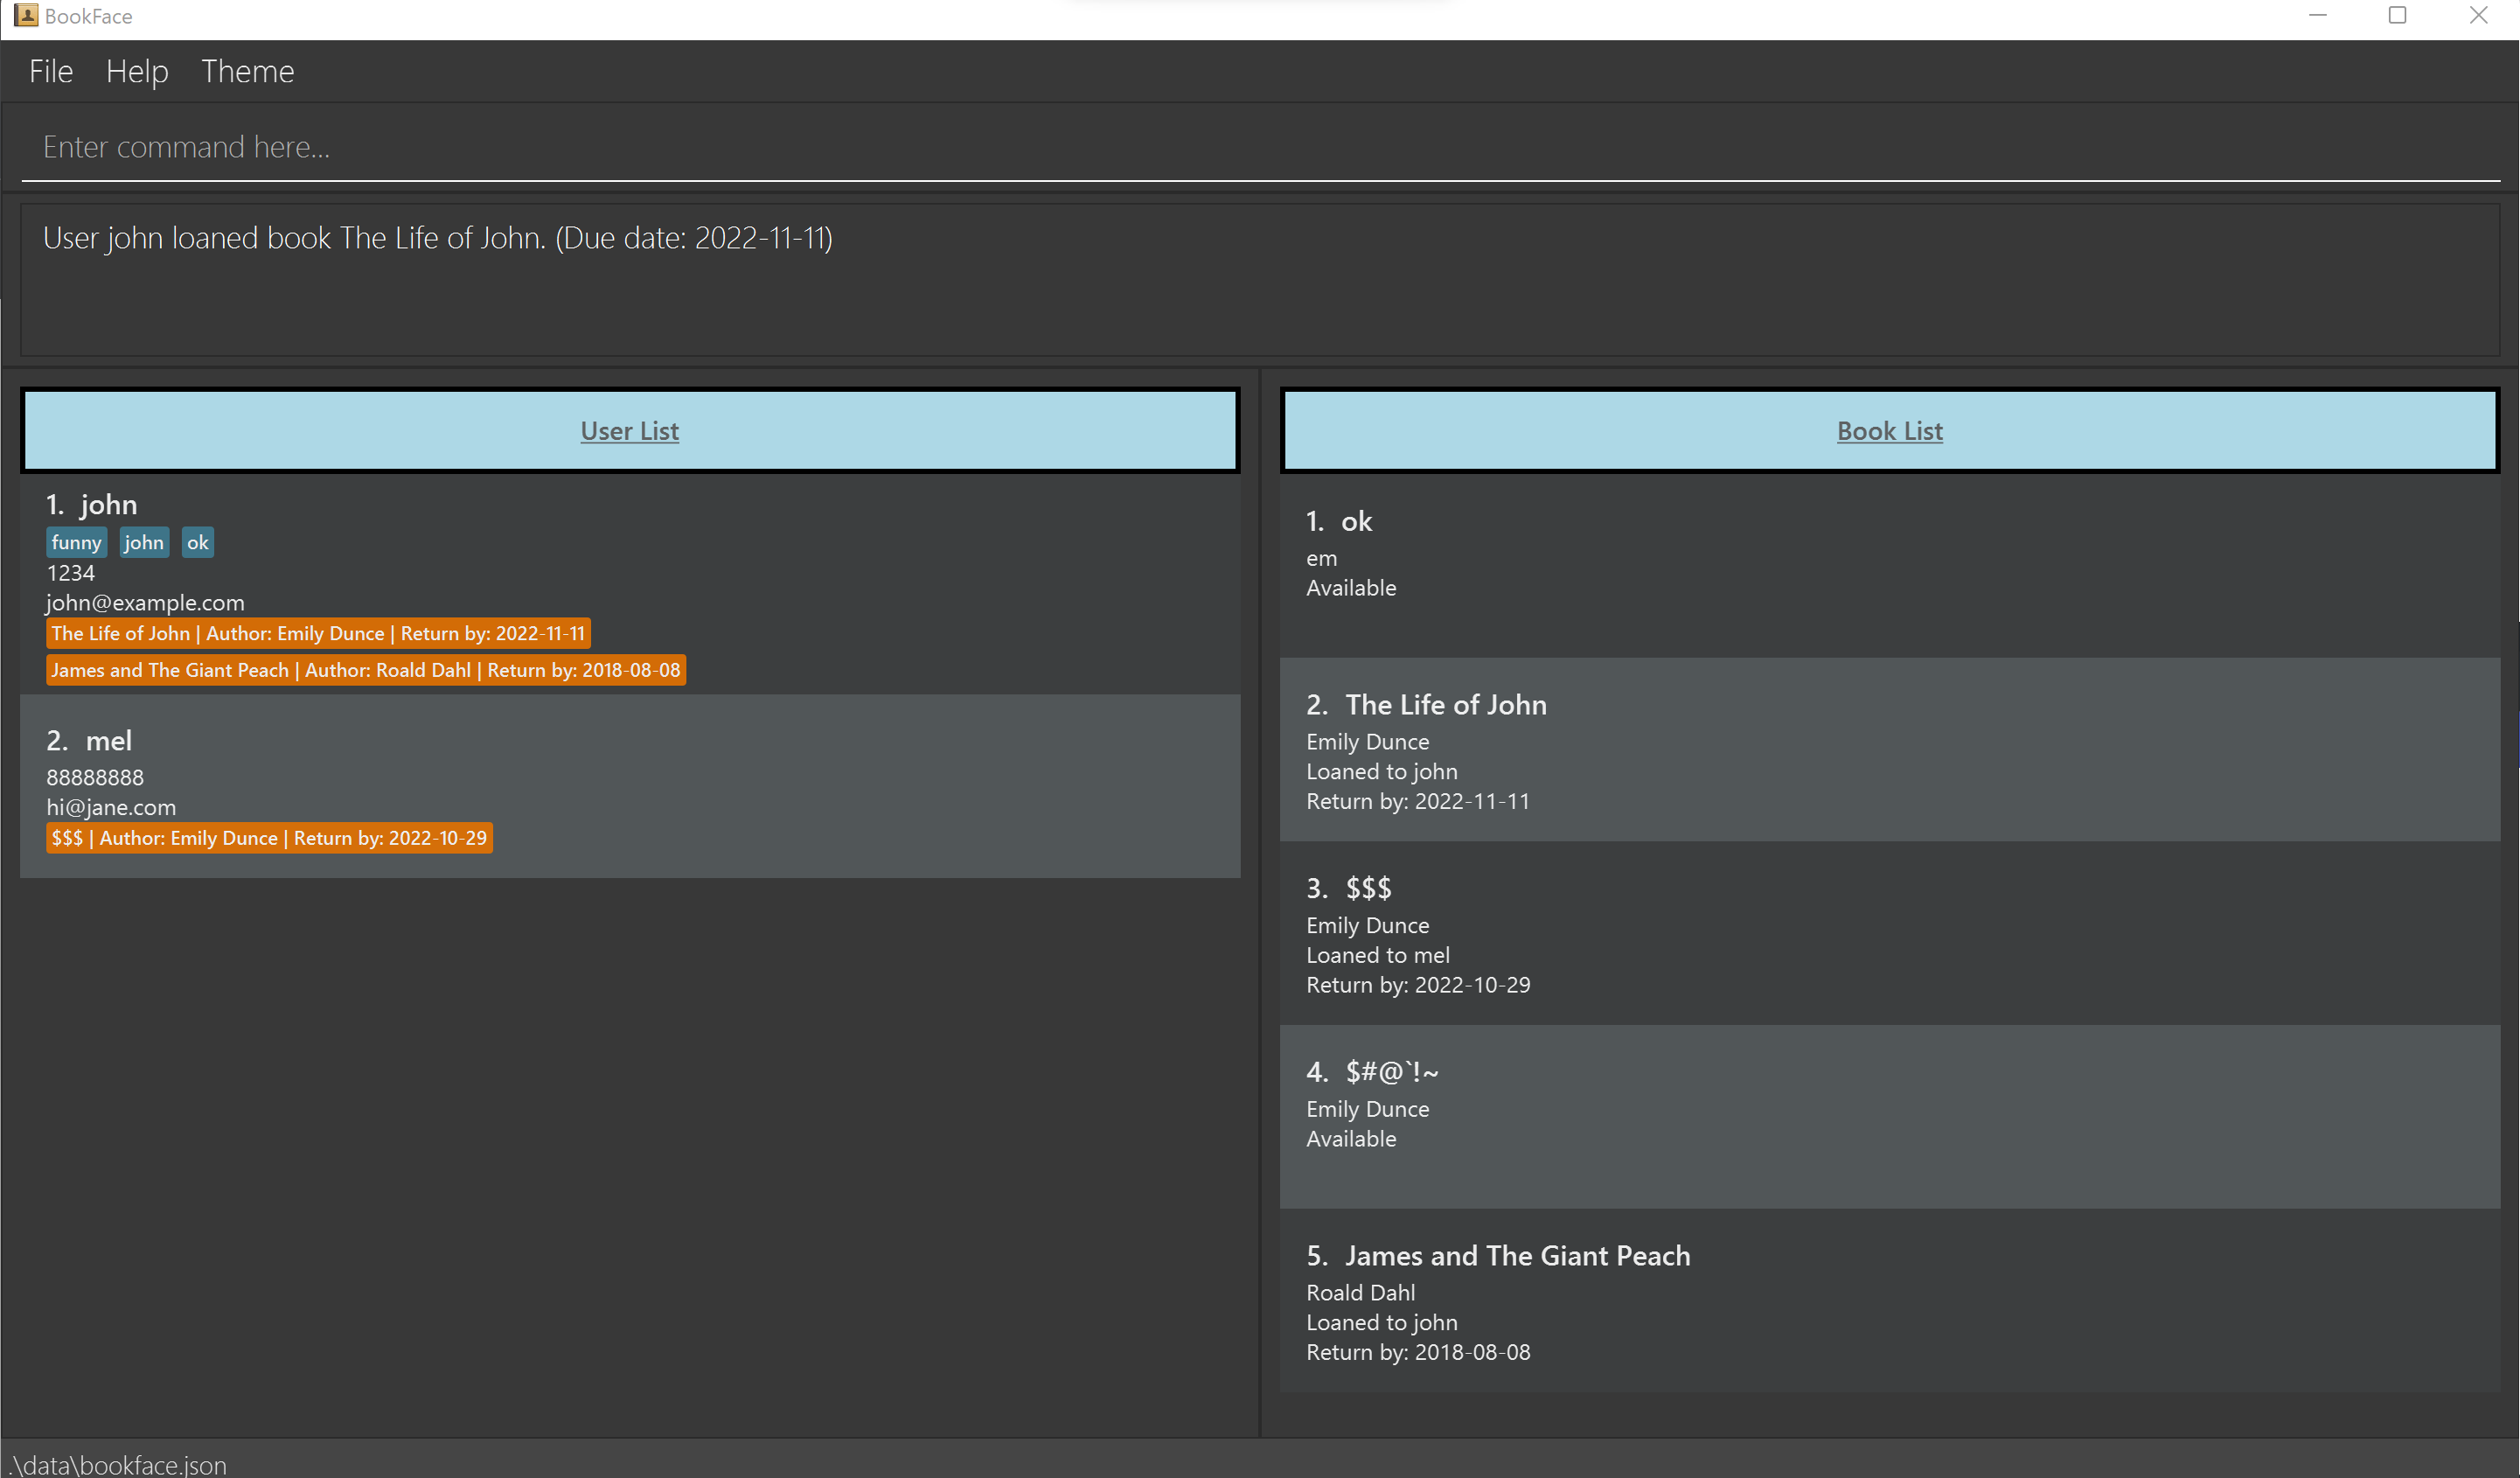 BookFace
File Help Theme
Enter command here...
User john loaned book The Life of John. (Due date: 2022-11-11)
User List
1. john
funny john ok
1234
john@example.com
The Life of John | Author: Emily Dunce | Return by: 2022-11-11
James and The Giant Peach | Author: Roald Dahl | Return by: 2018-08-08
2. mel
88888888
hi@jane.com
$$$ | Author: Emily Dunce | Return by: 2022-10-29
Book List
1. ok
em
Available
2. The Life of John
Emily Dunce
Loaned to john
Return by: 2022-11-11
3. $$$
Emily Dunce
Loaned to mel
Return by: 2022-10-29
4. $#@`!~
Emily Dunce
Available
5. James and The Giant Peach
Roald Dahl
Loaned to john
Return by: 2018-08-08
.\data\bookface.json